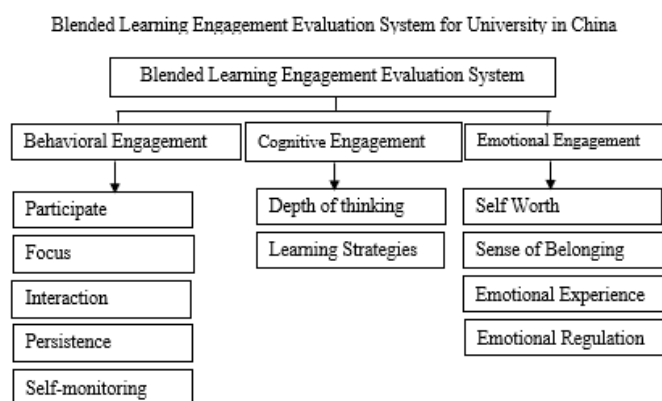 Blended Learning Engagement Evaluation System for University in China
Blended Learning Engagement Evaluation System
Behavioral Engagement
Cognitive Engagement
Emotional Engagement
Participate
Focus
Interaction
Persistence
Self-monitoring
Depth of thinking
Learning Strategies
Self Worth
Sense of Belonging
Emotional Experience
Emotional Regulation